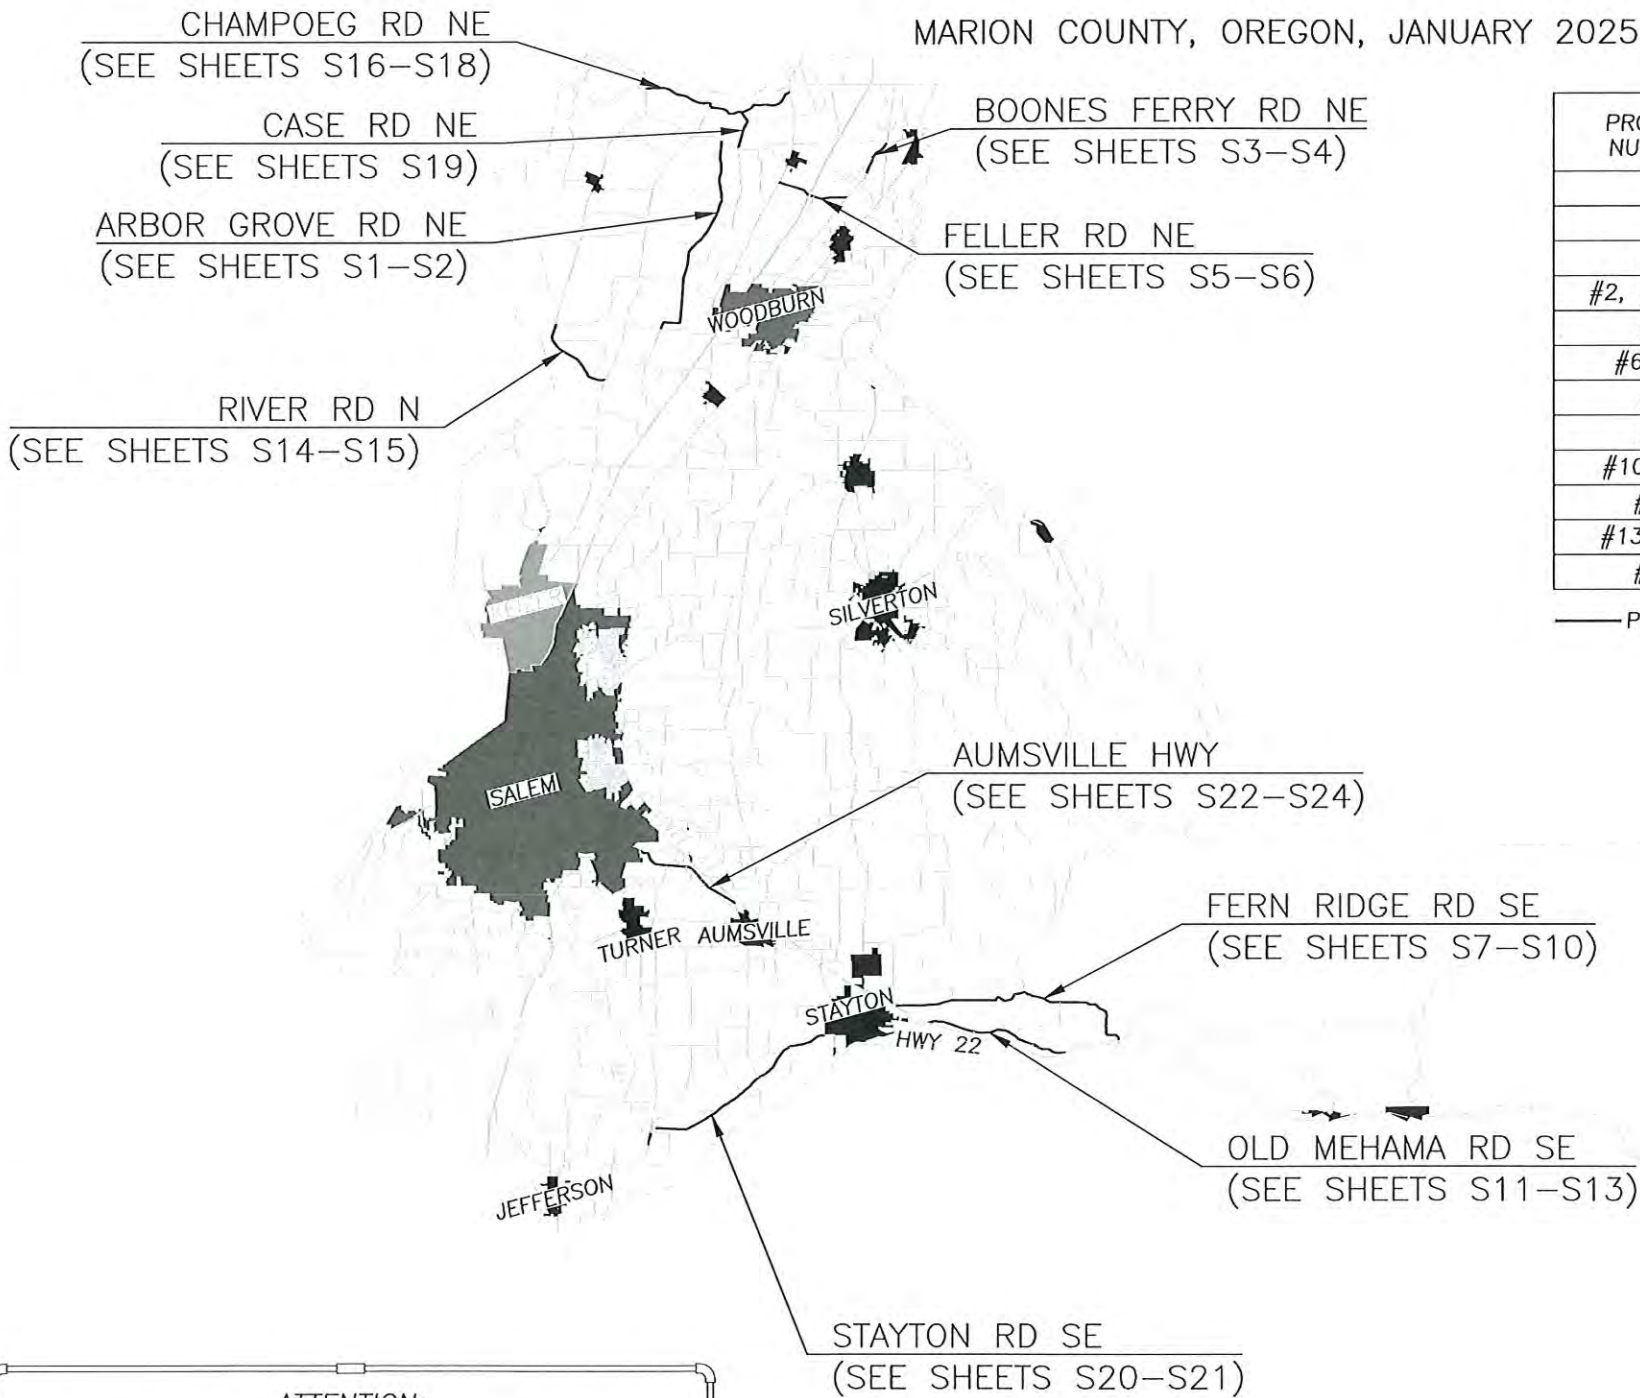 MARION COUNTY, OREGON, JANUARY 2025
CHAMPOEG RD NE
(SEE SHEETS S16-S18)
CASE RD NE
(SEE SHEETS S19)
ARBOR GROVE RD NE
(SEE SHEETS S1-S2)
RIVER RD N
(SEE SHEETS S14-S15)
BOONES FERRY RD NE
(SEE SHEETS S3-S4)
FELLER RD NE
(SEE SHEETS S5-S6)
WOODBURN
KEIZER
SILVERTON
SALEM
AUMSVILLE HWY
(SEE SHEETS S22-S24)
TURNER
AUMSVILLE
FERN RIDGE RD SE
(SEE SHEETS S7-S10)
STAYTON
HWY 22
OLD MEHAMA RD SE
(SEE SHEETS S11-S13)
JEFFERSON
STAYTON RD SE
(SEE SHEETS S20-S21)
#2,